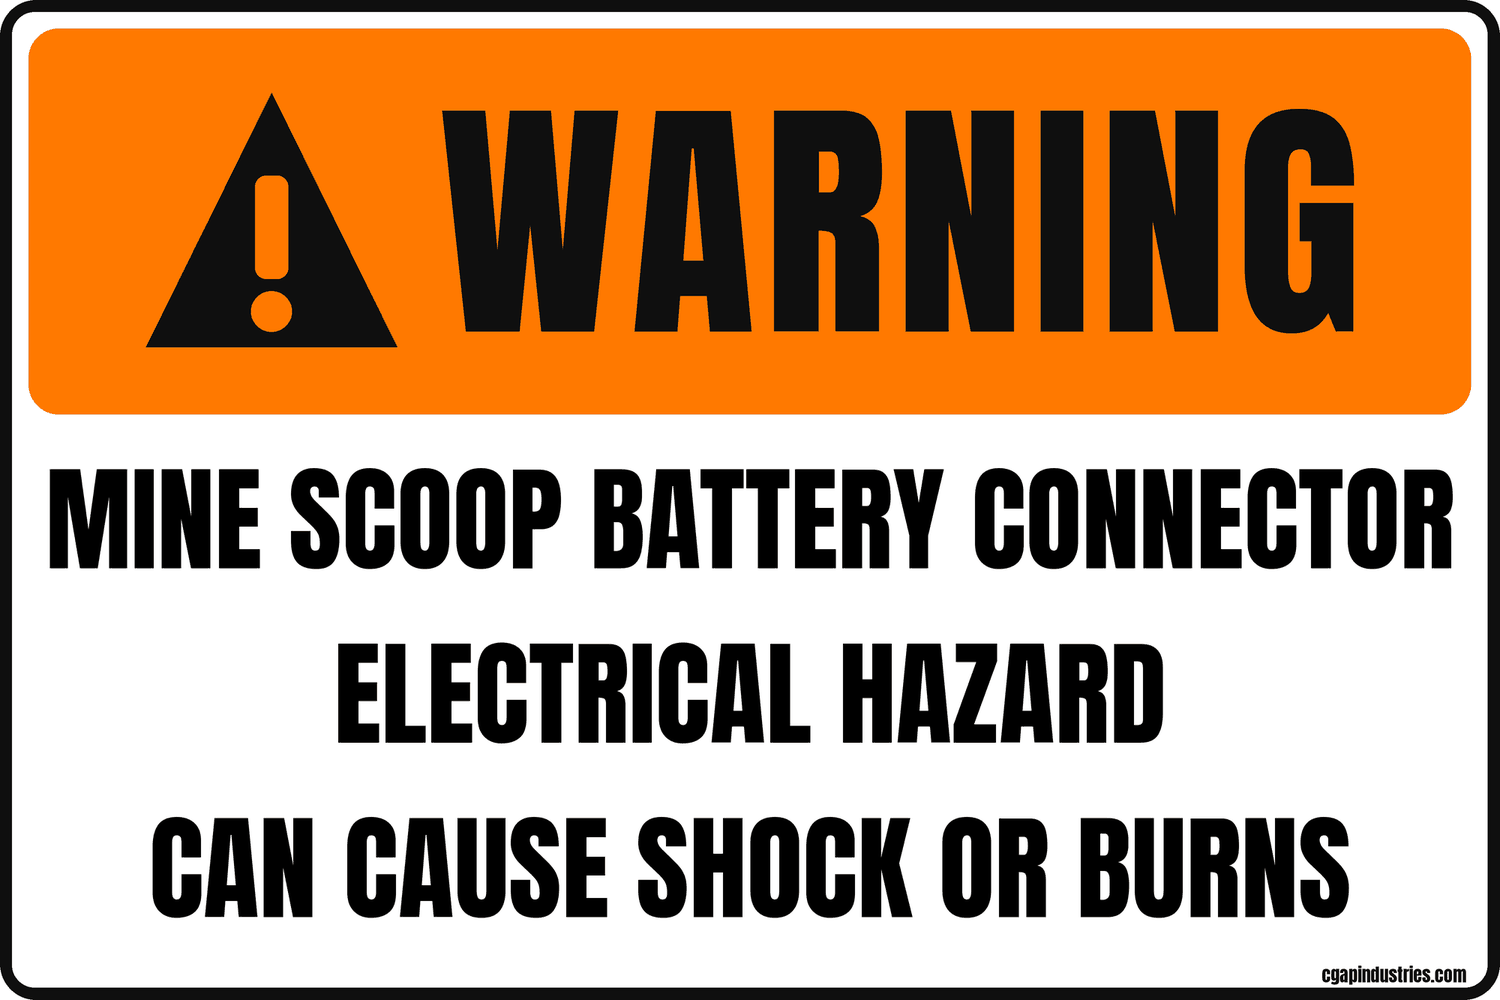 WARNING
MINE SCOOP BATTERY CONNECTOR
ELECTRICAL HAZARD
CAN CAUSE SHOCK OR BURNS
cgapindustries.com